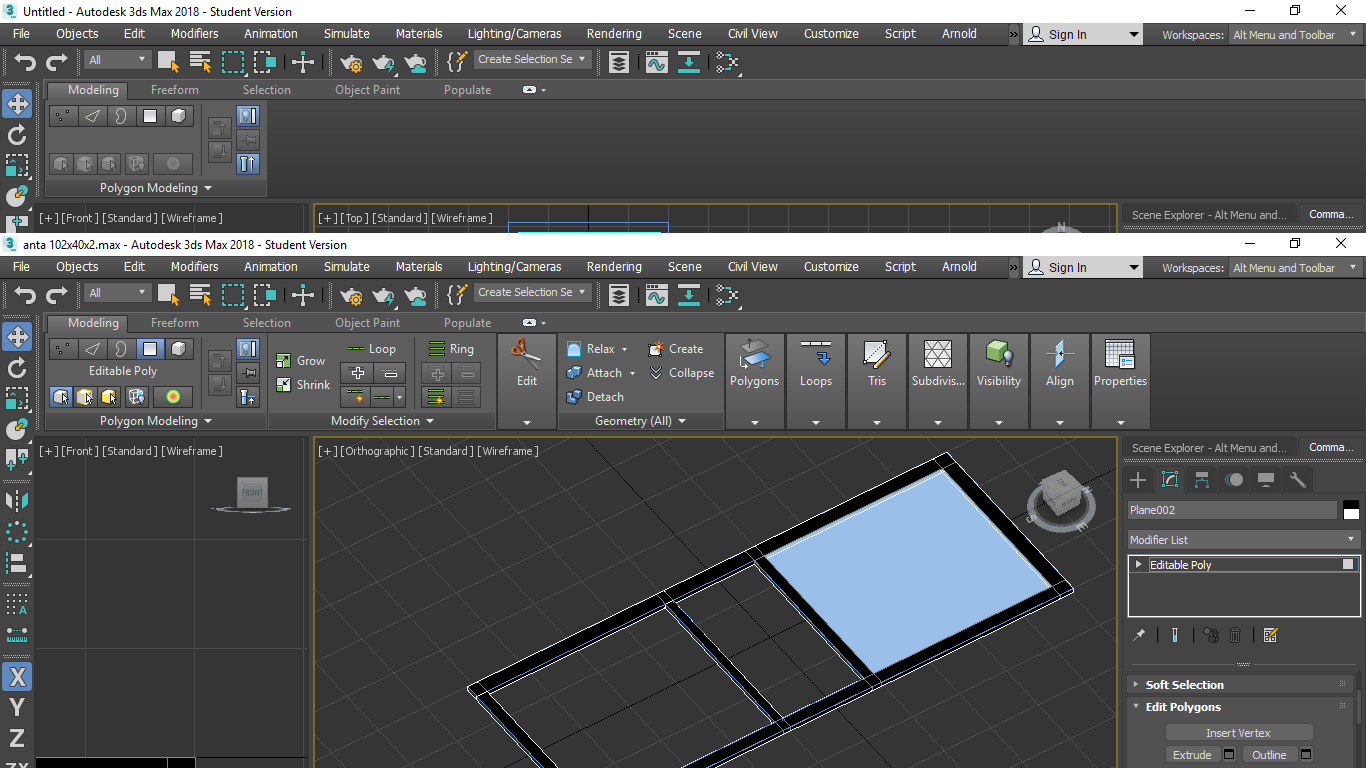 Untitled - Autodesk 3ds Max 2018 - Student Version
File Objects Edit Modifiers Animation Simulate Materials Lighting/Cameras Rendering Scene Civil View Customize Script Arnold » Sign In Workspaces: Alt Menu and Toolbar
All Create Selection Se
Modeling Freeform Selection Object Paint Populate
Polygon Modeling
[+] [Front] [Standard] [Wireframe] [+] [Top] [Standard] [Wireframe] N Scene Explorer - Alt Menu and... Comma...
anta 102x40x2.max - Autodesk 3ds Max 2018 - Student Version
File Objects Edit Modifiers Animation Simulate Materials Lighting/Cameras Rendering Scene Civil View Customize Script Arnold » Sign In Workspaces: Alt Menu and Toolbar
All Create Selection Se
Modeling Freeform Selection Object Paint Populate
Grow Loop Ring Relax Create
Editable Poly
Shrink Edit Attach Collapse Polygons Loops Tris Subdivis... Visibility Align Properties
Detach
Polygon Modeling Modify Selection Geometry (All)
[+] [Front] [Standard] [Wireframe] [+] [Orthographic] [Standard] [Wireframe] Scene Explorer - Alt Menu and... Comma...
FRONT
Plane002
Modifier List
Editable Poly
A
X
Soft Selection
Y
Edit Polygons
Z
Insert Vertex
Extrude Outline